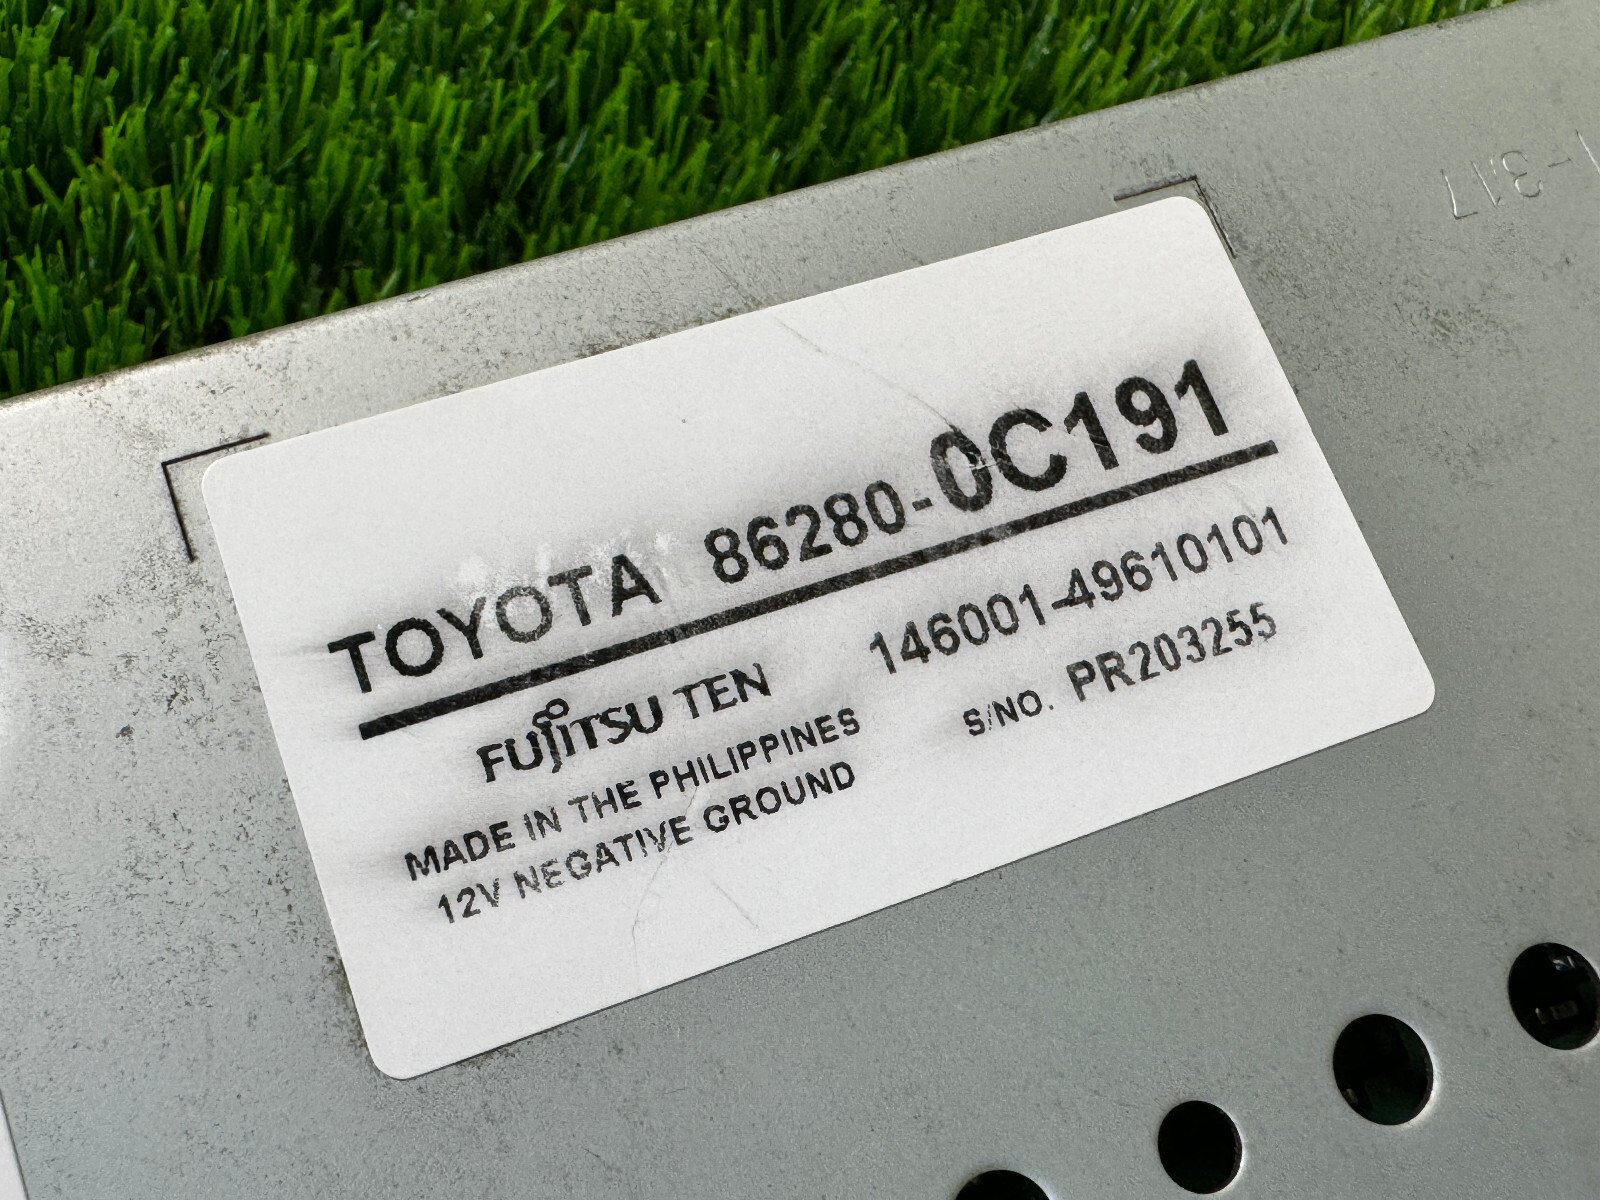 TOYOTA 86280-0C191
FUJITSU TEN 146001-49610101
MADE IN THE PHILIPPINES S/NO. PR203255
12V NEGATIVE GROUND